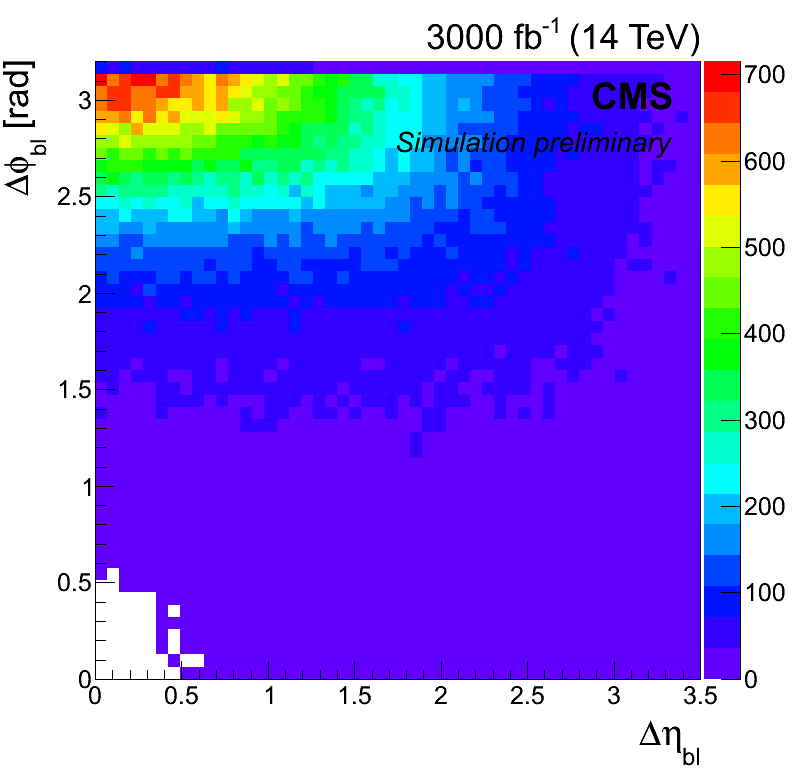 3000 fb-1 (14 TeV)
Δϕbl [rad]
CMS
Simulation preliminary
3
2.5
2
1.5
1
0.5
0
0 0.5 1 1.5 2 2.5 3 3.5
Δηbl
700
600
500
400
300
200
100
0